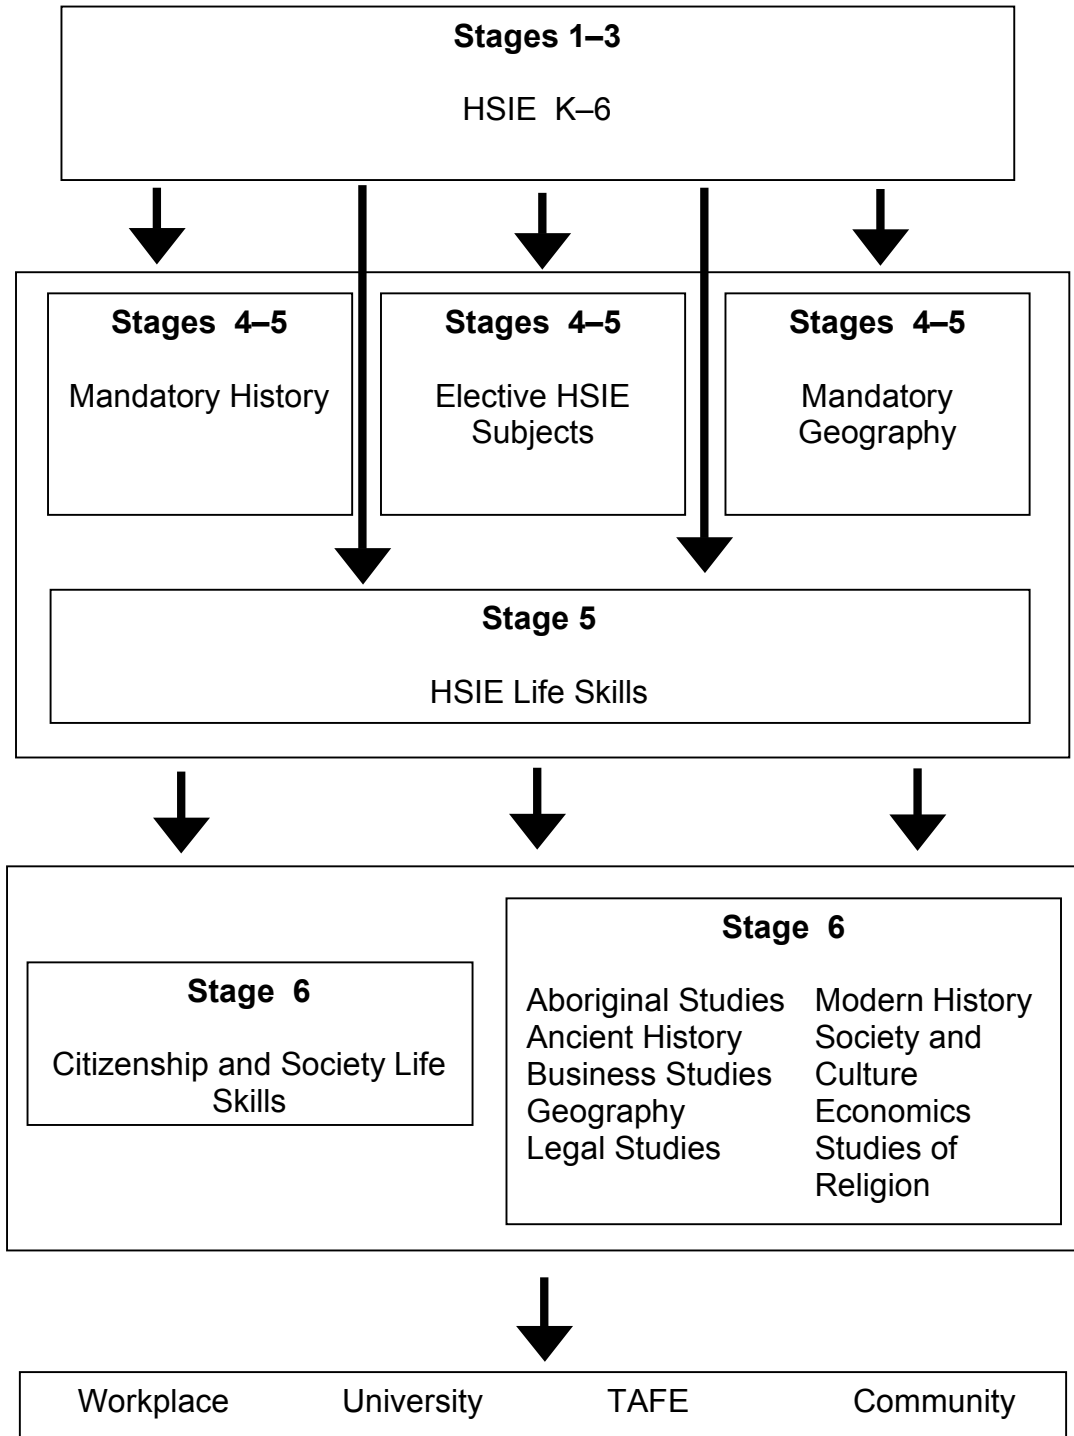 Stages 1–3
HSIE K–6
Stages 4–5
Mandatory History
Stages 4–5
Elective HSIE
Subjects
Stages 4–5
Mandatory
Geography
Stage 5
HSIE Life Skills
Stage 6
Citizenship and Society Life
Skills
Stage 6
Aboriginal Studies
Ancient History
Business Studies
Geography
Legal Studies
Modern History
Society and
Culture
Economics
Studies of
Religion
Workplace University TAFE Community